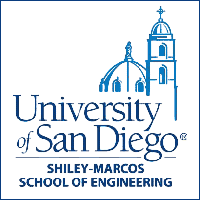 University
of San Diego®
SHILEY-MARCOS
SCHOOL OF ENGINEERING